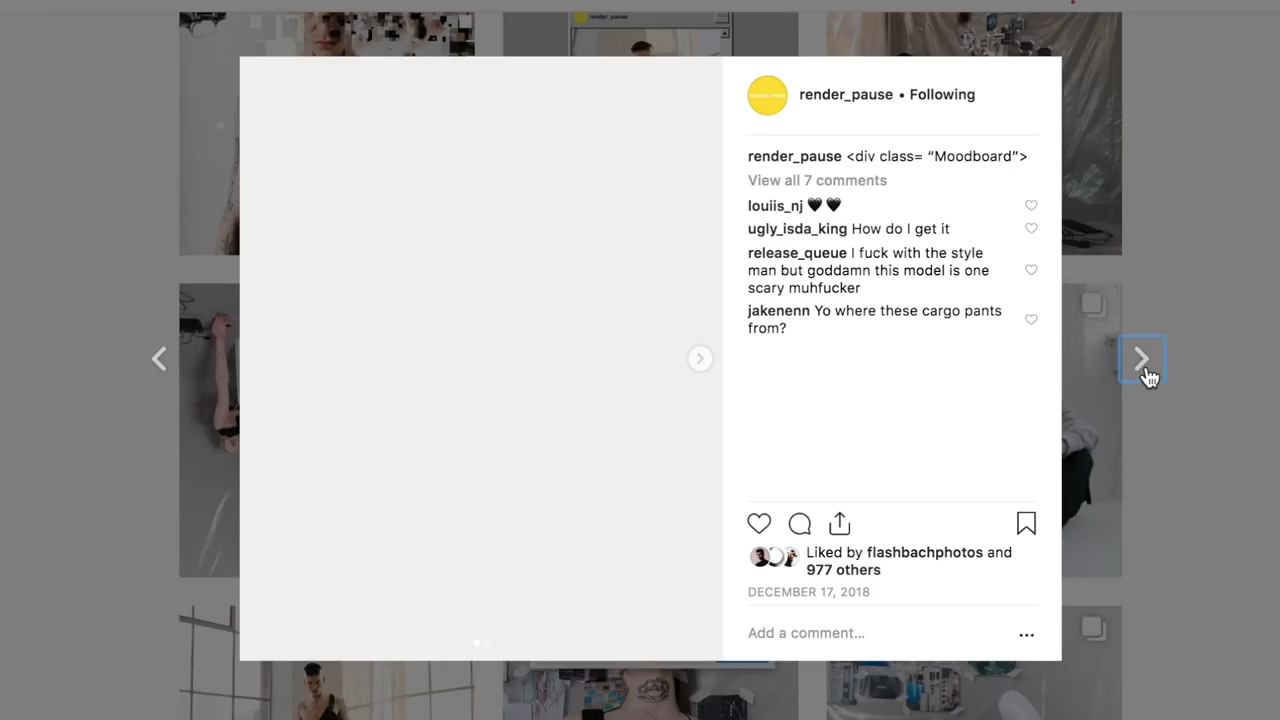 render_pause
render_pause • Following
render_pause <div class= “Moodboard”>
View all 7 comments
louiis_nj 🖤 🖤
ugly_isda_king How do I get it
release_queue I fuck with the style
man but goddamn this model is one
scary muhfucker
jakenenn Yo where these cargo pants
from?
Liked by flashbachphotos and
977 others
DECEMBER 17, 2018
Add a comment...